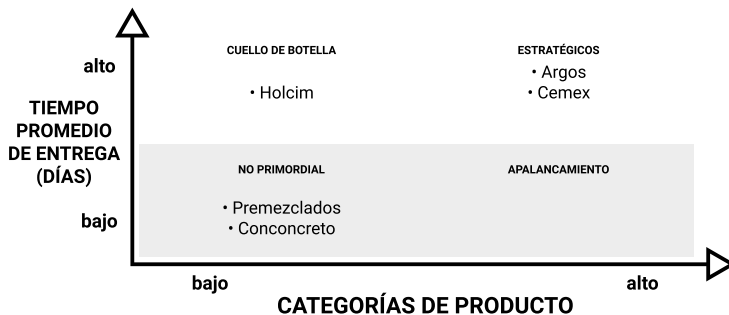 CUELLO DE BOTELLA
ESTRATÉGICOS
alto
• Holcim
• Argos
• Cemex
TIEMPO
PROMEDIO
DE ENTREGA
(DÍAS)
NO PRIMORDIAL
APALANCAMIENTO
bajo
• Premezclados
• Conconcreto
bajo
alto
CATEGORÍAS DE PRODUCTO